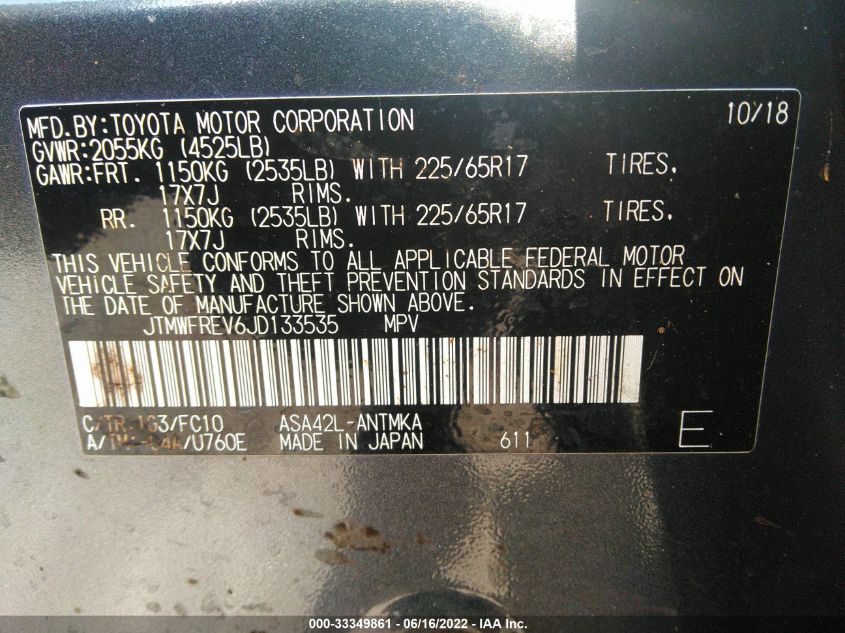 10/18
MFD.BY:TOYOTA MOTOR CORPORATION
GVWR:2055KG (4525LB)
GAWR:FRT. 1150KG (2535LB) WITH 225/65R17 TIRES.
17X7J RIMS.
RR. 1150KG (2535LB) WITH 225/65R17 TIRES.
17X7J RIMS.
THIS VEHICLE CONFORMS TO ALL APPLICABLE FEDERAL MOTOR
VEHICLE SAFETY AND THEFT PREVENTION STANDARDS IN EFFECT ON
THE DATE OF MANUFACTURE SHOWN ABOVE.
JTMWFREV6JD133535 MPV
C/TR:1G3/FC10 ASA42L-ANTMKA
/U760E MADE IN JAPAN 611 E
000-33349861 - 06/16/2022 - IAA Inc.